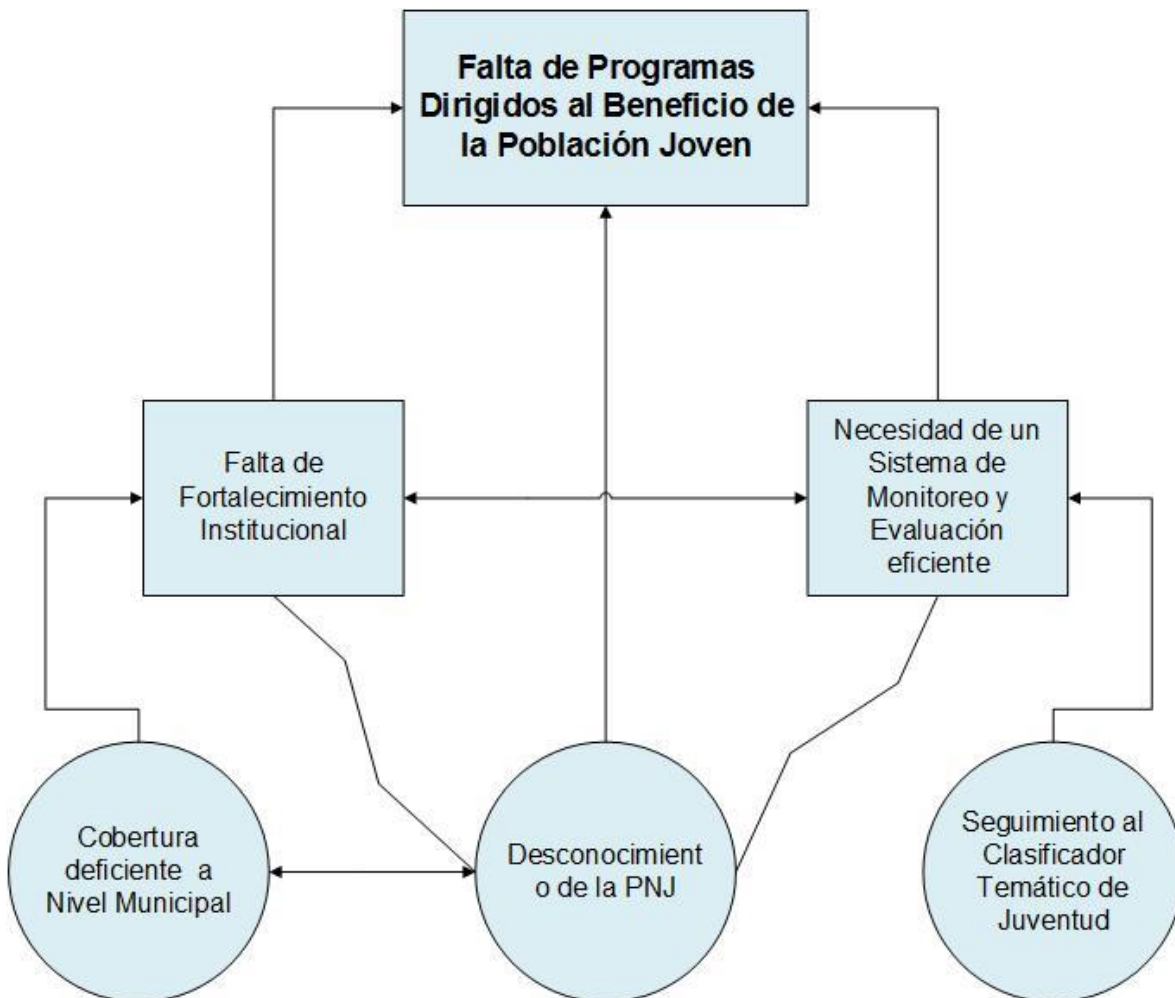 Falta de Programas
Dirigidos al Beneficio de
la Población Joven
Falta de
Fortalecimiento
Institucional
Necesidad de un
Sistema de
Monitoreo y
Evaluación
eficiente
Cobertura
deficiente a
Nivel Municipal
Desconocimient
o de la PNJ
Seguimiento al
Clasificador
Temático de
Juventud